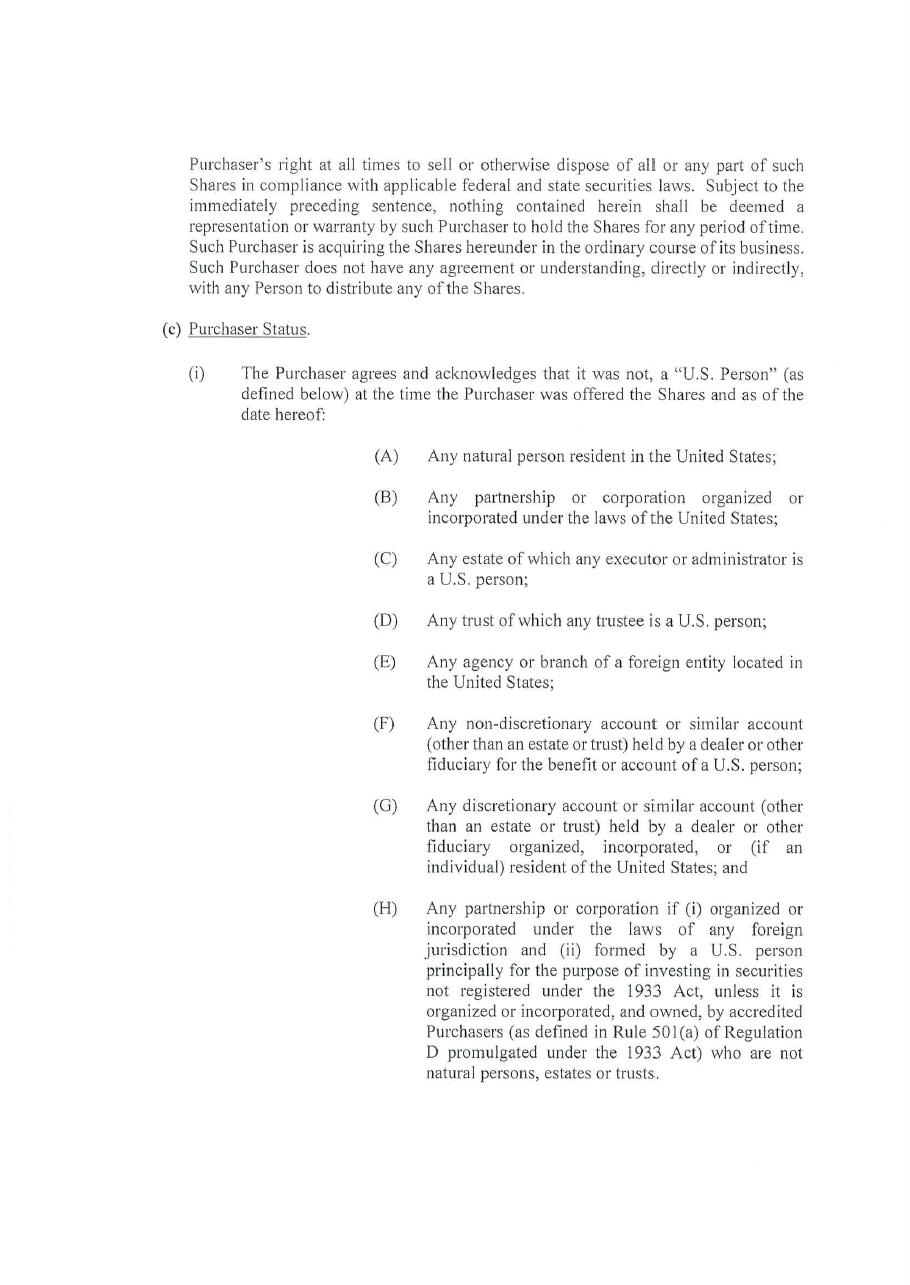 Purchaser's right at all times to sell or otherwise dispose of all or any part of such
Shares in compliance with applicable federal and state securities laws. Subject to the
immediately preceding sentence, nothing contained herein shall be deemed a
representation or warranty by such Purchaser to hold the Shares for any period of time.
Such Purchaser is acquiring the Shares hereunder in the ordinary course of its business.
Such Purchaser does not have any agreement or understanding, directly or indirectly,
with any Person to distribute any of the Shares.
(c) Purchaser Status.
(i) The Purchaser agrees and acknowledges that it was not, a “U.S. Person” (as
defined below) at the time the Purchaser was offered the Shares and as of the
date hereof:
(A) Any natural person resident in the United States;
(B) Any partnership or corporation organized or
incorporated under the laws of the United States;
(C) Any estate of which any executor or administrator is
a U.S. person;
(D) Any trust of which any trustee is a U.S. person;
(E) Any agency or branch of a foreign entity located in
the United States;
(F) Any non-discretionary account or similar account
(other than an estate or trust) held by a dealer or other
fiduciary for the benefit or account of a U.S. person;
(G) Any discretionary account or similar account (other
than an estate or trust) held by a dealer or other
fiduciary organized, incorporated, or (if an
individual) resident of the United States; and
(H) Any partnership or corporation if (i) organized or
incorporated under the laws of any foreign
jurisdiction and (ii) formed by a U.S. person
principally for the purpose of investing in securities
not registered under the 1933 Act, unless it is
organized or incorporated, and owned, by accredited
Purchasers (as defined in Rule 501(a) of Regulation
D promulgated under the 1933 Act) who are not
natural persons, estates or trusts.